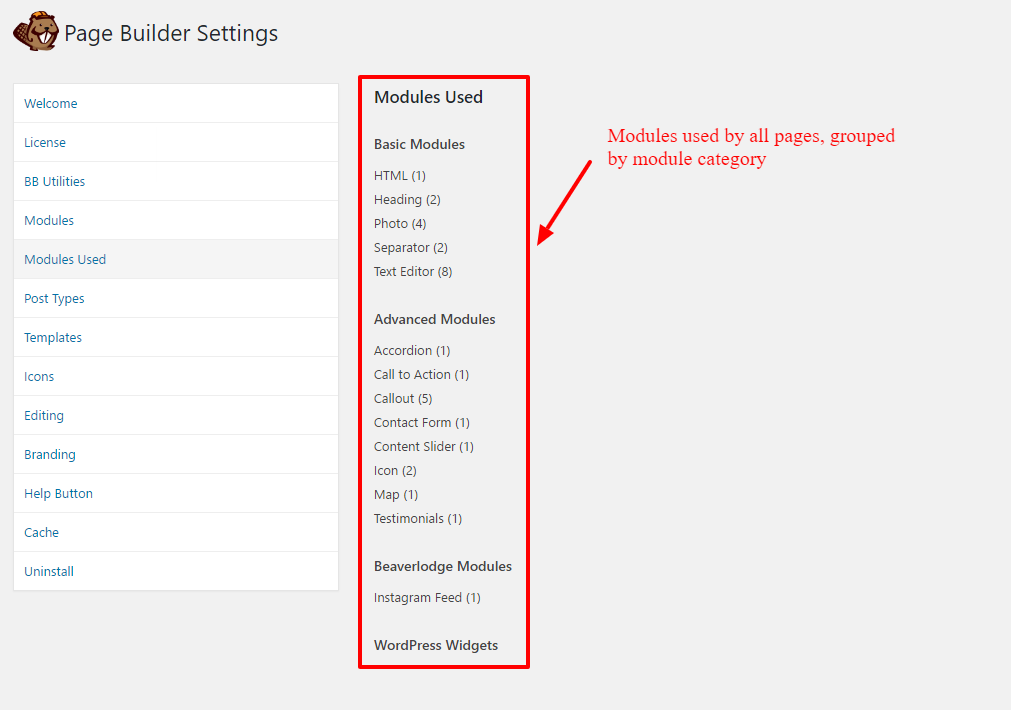 Page Builder Settings
Welcome
License
BB Utilities
Modules
Modules Used
Post Types
Templates
Icons
Editing
Branding
Help Button
Cache
Uninstall
Modules Used
Basic Modules
HTML (1)
Heading (2)
Photo (4)
Separator (2)
Text Editor (8)
Advanced Modules
Accordion (1)
Call to Action (1)
Callout (5)
Contact Form (1)
Content Slider (1)
Icon (2)
Map (1)
Testimonials (1)
Beaverlodge Modules
Instagram Feed (1)
WordPress Widgets
Modules used by all pages, grouped
by module category